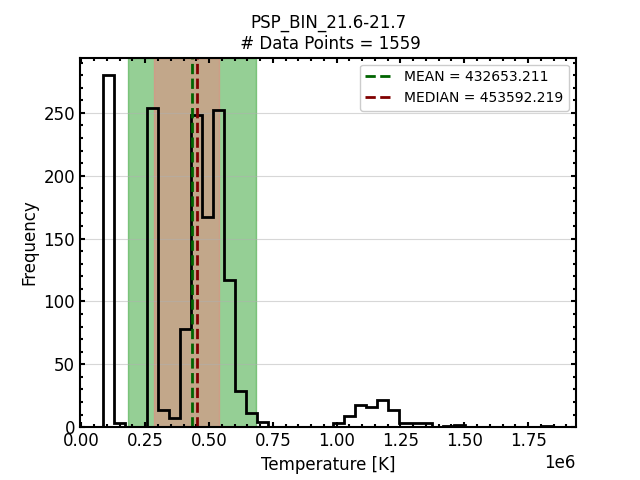 PSP_BIN_21.6-21.7
# Data Points = 1559
MEAN = 432653.211
MEDIAN = 453592.219
Frequency
250
200
150
100
50
0
0.00 0.25 0.50 0.75 1.00 1.25 1.50 1.75
Temperature [K]
1e6